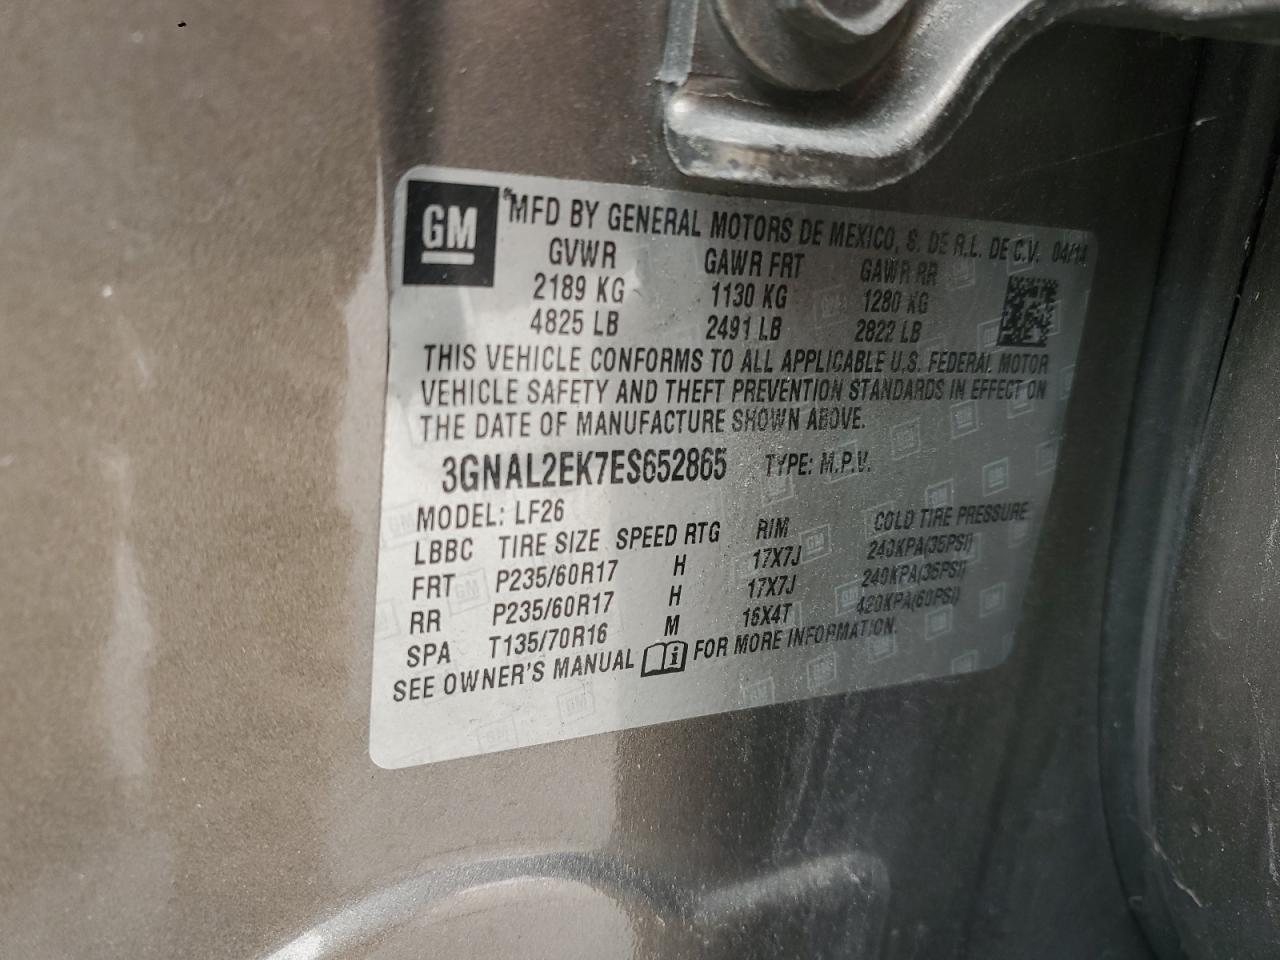 GM
MFD BY GENERAL MOTORS DE MEXICO, S. DE R.L. DE C.V. 04/14
GVWR GAWR FRT GAWR RR
2189 KG 1130 KG 1280 KG
4825 LB 2491 LB 2822 LB
THIS VEHICLE CONFORMS TO ALL APPLICABLE U.S. FEDERAL MOTOR
VEHICLE SAFETY AND THEFT PREVENTION STANDARDS IN EFFECT ON
THE DATE OF MANUFACTURE SHOWN ABOVE.
3GNAL2EK7ES652865 TYPE: M.P.V.
MODEL: LF26
LBBC TIRE SIZE SPEED RTG RIM COLD TIRE PRESSURE
FRT P235/60R17 H 17X7J 240KPA(35PSI)
RR P235/60R17 H 17X7J 240KPA(35PSI)
SPA T135/70R16 M 16X4T 420KPA(60PSI)
SEE OWNER'S MANUAL FOR MORE INFORMATION.